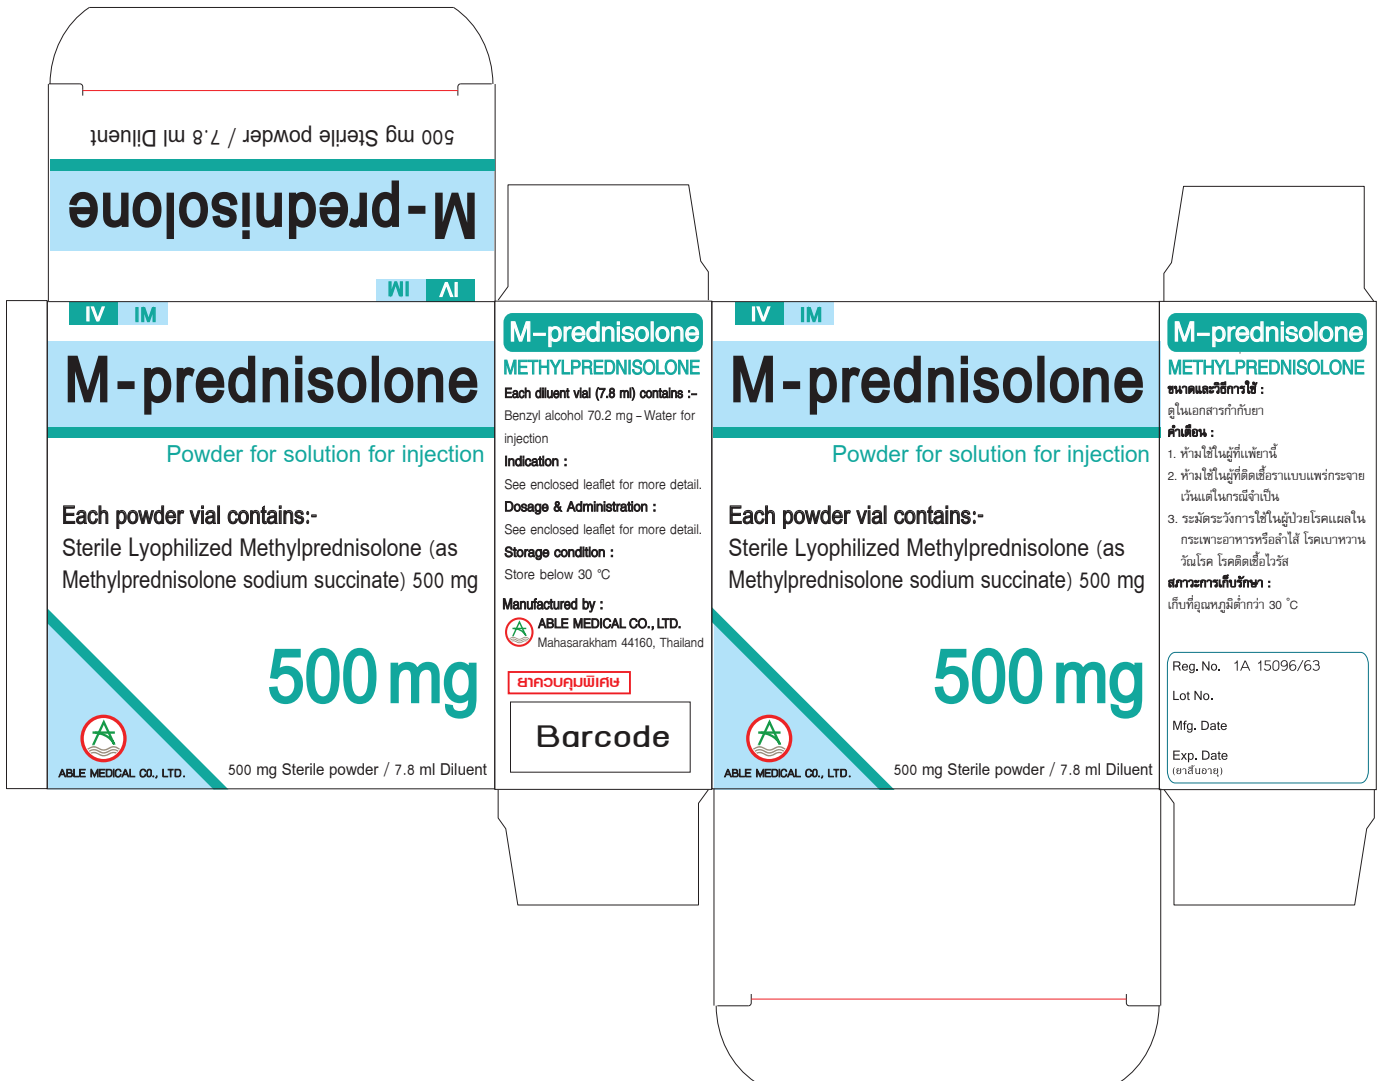 500 mg Sterile powder / 7.8 ml Diluent
M-prednisolone
IV IM
IV IM
M-prednisolone
Powder for solution for injection
Each powder vial contains:-
Sterile Lyophilized Methylprednisolone (as
Methylprednisolone sodium succinate) 500 mg
500 mg
ABLE MEDICAL CO., LTD.
500 mg Sterile powder / 7.8 ml Diluent
M-prednisolone
METHYLPREDNISOLONE
Each diluent vial (7.8 ml) contains :-
Benzyl alcohol 70.2 mg - Water for
injection
Indication :
See enclosed leaflet for more detail.
Dosage & Administration :
See enclosed leaflet for more detail.
Storage condition :
Store below 30 °C
Manufactured by :
ABLE MEDICAL CO., LTD.
Mahasarakham 44160, Thailand
ยาควบคุมพิเศษ
Barcode
IV IM
M-prednisolone
Powder for solution for injection
Each powder vial contains:-
Sterile Lyophilized Methylprednisolone (as
Methylprednisolone sodium succinate) 500 mg
500 mg
ABLE MEDICAL CO., LTD.
500 mg Sterile powder / 7.8 ml Diluent
M-prednisolone
METHYLPREDNISOLONE
ขนาดและวิธีการใช้ :
ดูในเอกสารกำกับยา
คำเตือน :
1. ห้ามใช้ในผู้ที่แพ้ยานี้
2. ห้ามใช้ในผู้ที่ติดเชื้อราแบบแพร่กระจาย
เว้นแต่ในกรณีจำเป็น
3. ระมัดระวังการใช้ในผู้ป่วยโรคแผลใน
กระเพาะอาหารหรือลำไส้ โรคเบาหวาน
วัณโรค โรคติดเชื้อไวรัส
สภาวะการเก็บรักษา :
เก็บที่อุณหภูมิต่ำกว่า 30 °C
Reg. No. 1A 15096/63
Lot No.
Mfg. Date
Exp. Date
(ยาสิ้นอายุ)